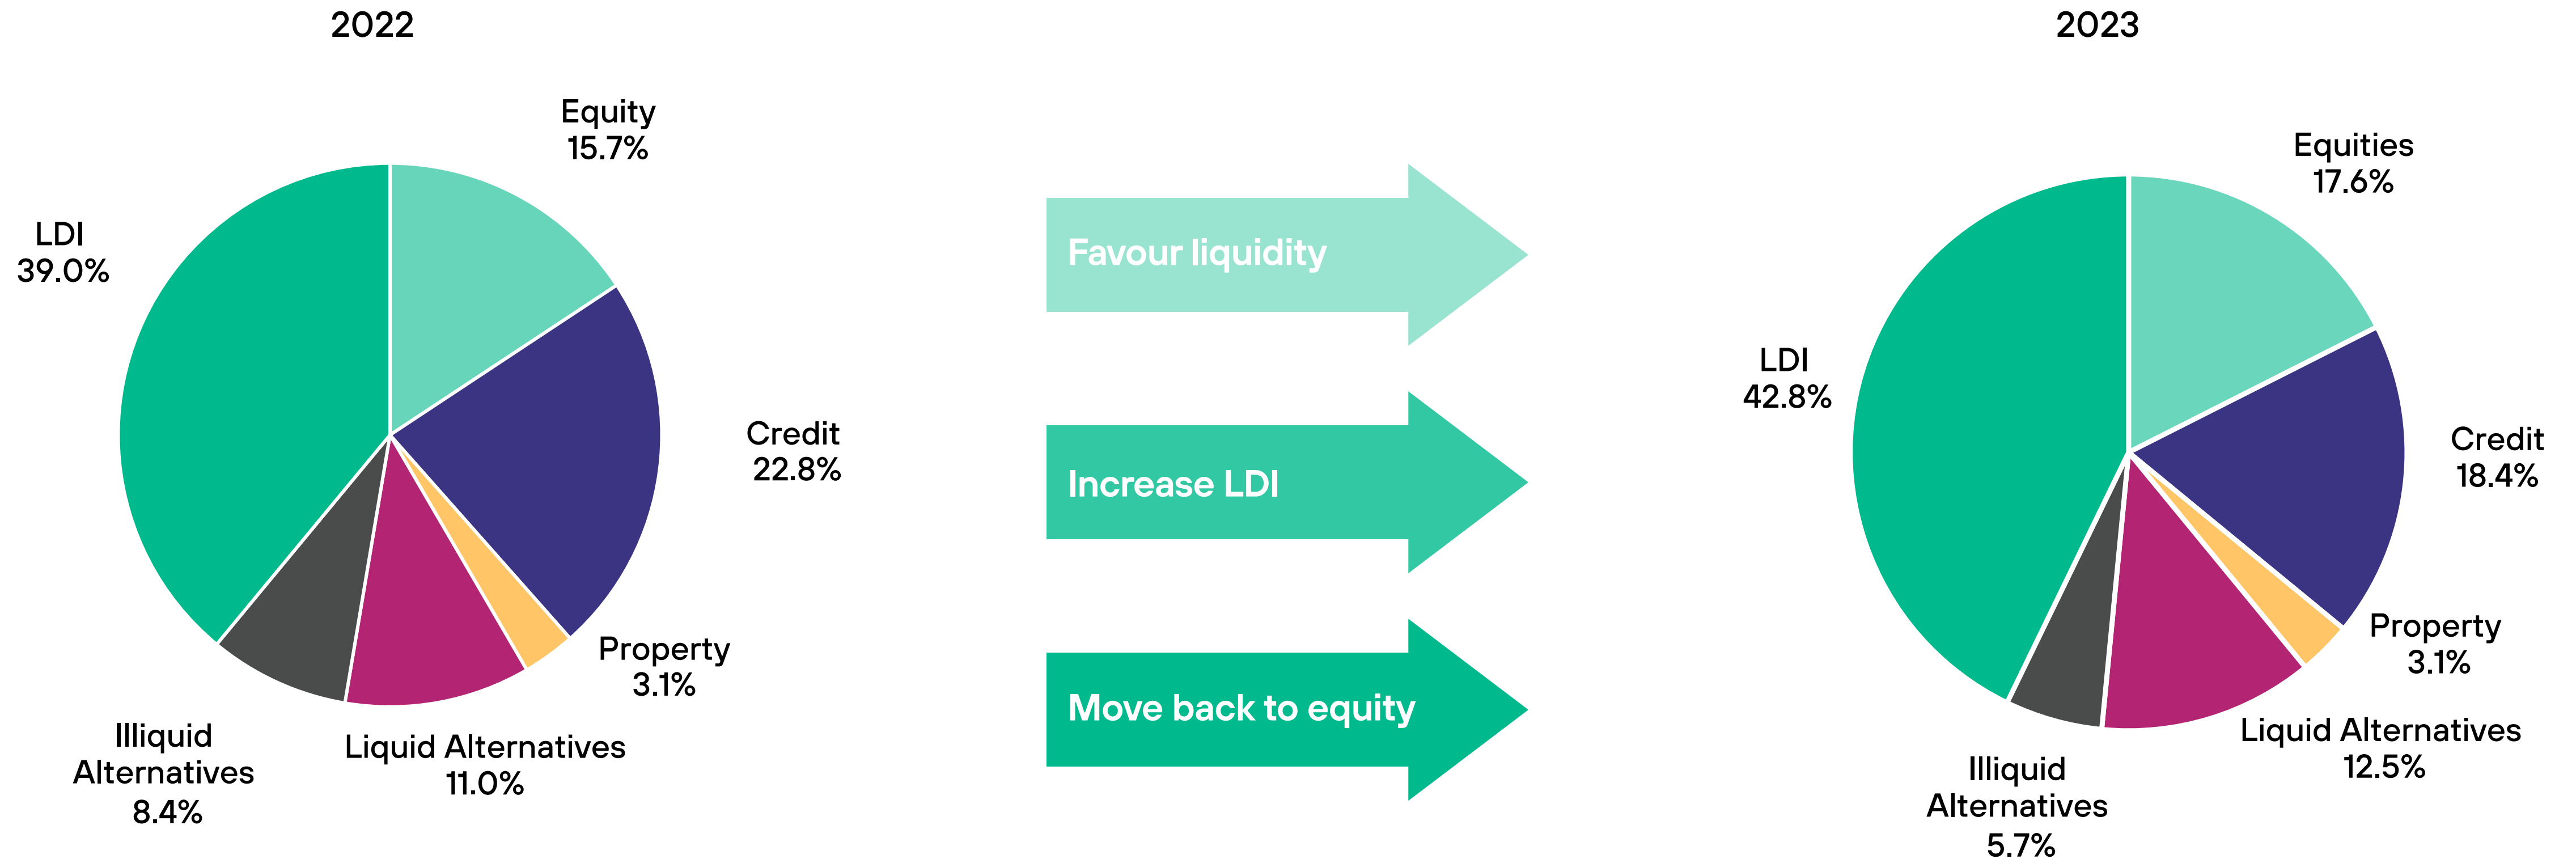 2022
Equity
15.7%
LDI
39.0%
Credit
22.8%
Property
3.1%
Liquid Alternatives
11.0%
Illiquid
Alternatives
8.4%
Favour liquidity
Increase LDI
Move back to equity
2023
Equities
17.6%
LDI
42.8%
Credit
18.4%
Property
3.1%
Liquid Alternatives
12.5%
Illiquid
Alternatives
5.7%